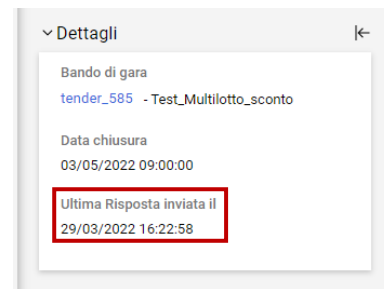 Dettagli
Bando di gara
tender_585 - Test_Multilotto_sconto
Data chiusura
03/05/2022 09:00:00
Ultima Risposta inviata il
29/03/2022 16:22:58